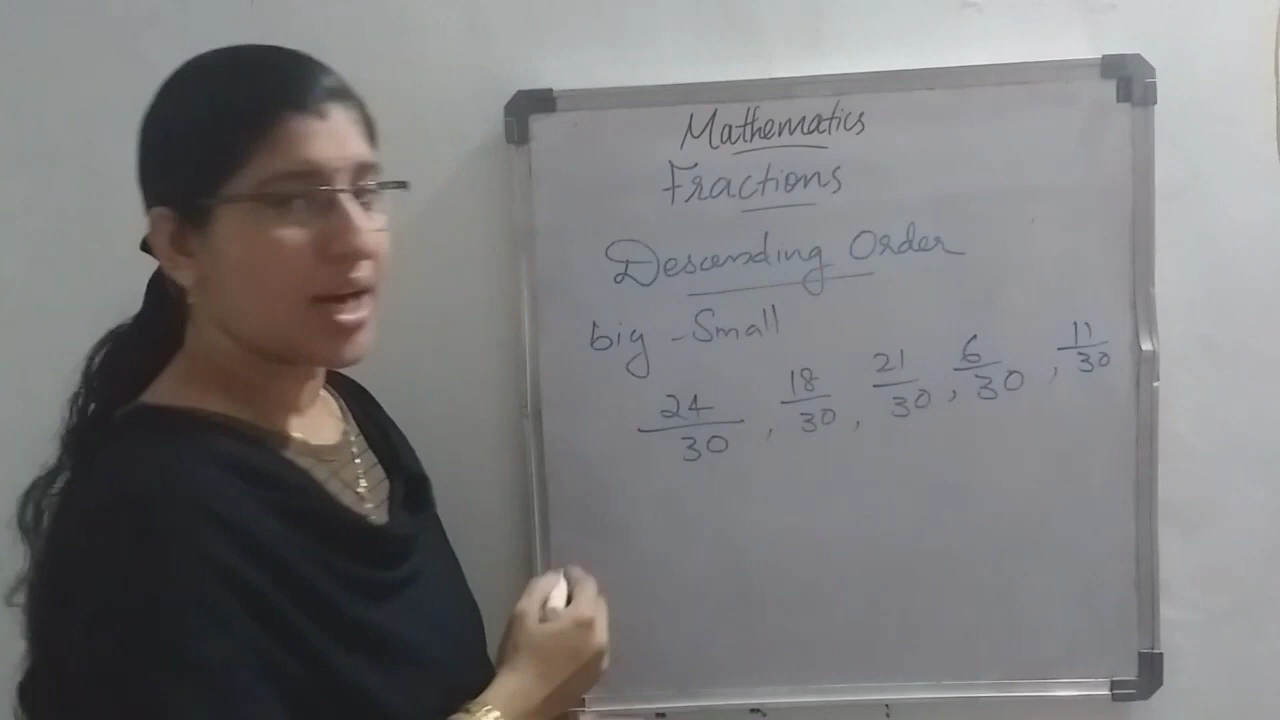 Mathematics
Fractions
Descending Order
big - Small
24/30, 18/30, 21/30, 6/30, 11/30